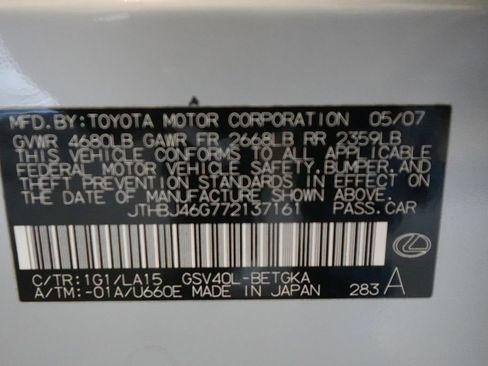 MFD.BY:TOYOTA MOTOR CORPORATION 05/07
GVWR 4680LB GAWR FR 2668LB RR 2359LB
THIS VEHICLE CONFORMS TO ALL APPLICABLE
FEDERAL MOTOR VEHICLE SAFETY, BUMPER, AND
THEFT PREVENTION STANDARDS IN EFFECT ON
THE DATE OF MANUFACTURE SHOWN ABOVE.
JTHBJ46G772137161 PASS.CAR
C/TR:1G1/LA15 GSV40L-BETGKA
A/TM:-01A/U660E MADE IN JAPAN 283 A